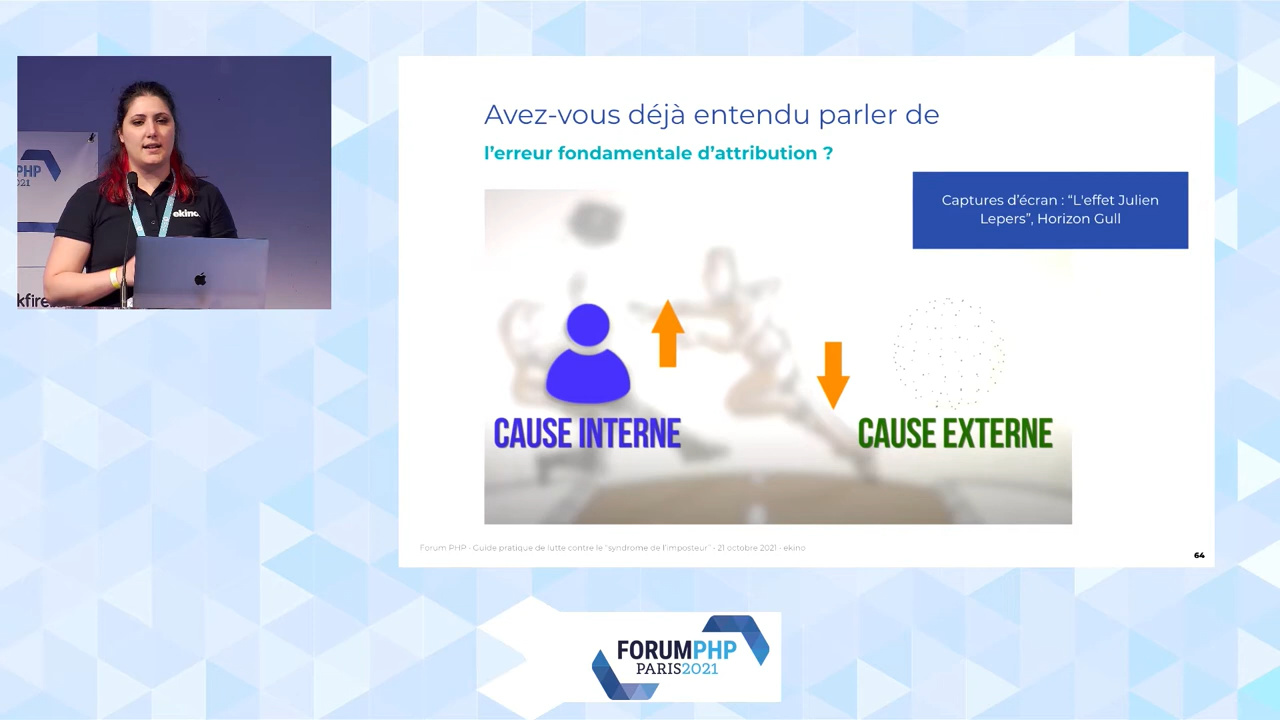 PHP
2021
ekino.
kfire
Avez-vous déjà entendu parler de
l'erreur fondamentale d'attribution ?
Captures d'écran : "L'effet Julien
Lepers", Horizon Gull
CAUSE INTERNE
CAUSE EXTERNE
Forum PHP - Guide pratique de lutte contre le "syndrome de l'imposteur" - 21 octobre 2021 - ekino
64
FORUMPHP
PARIS2021